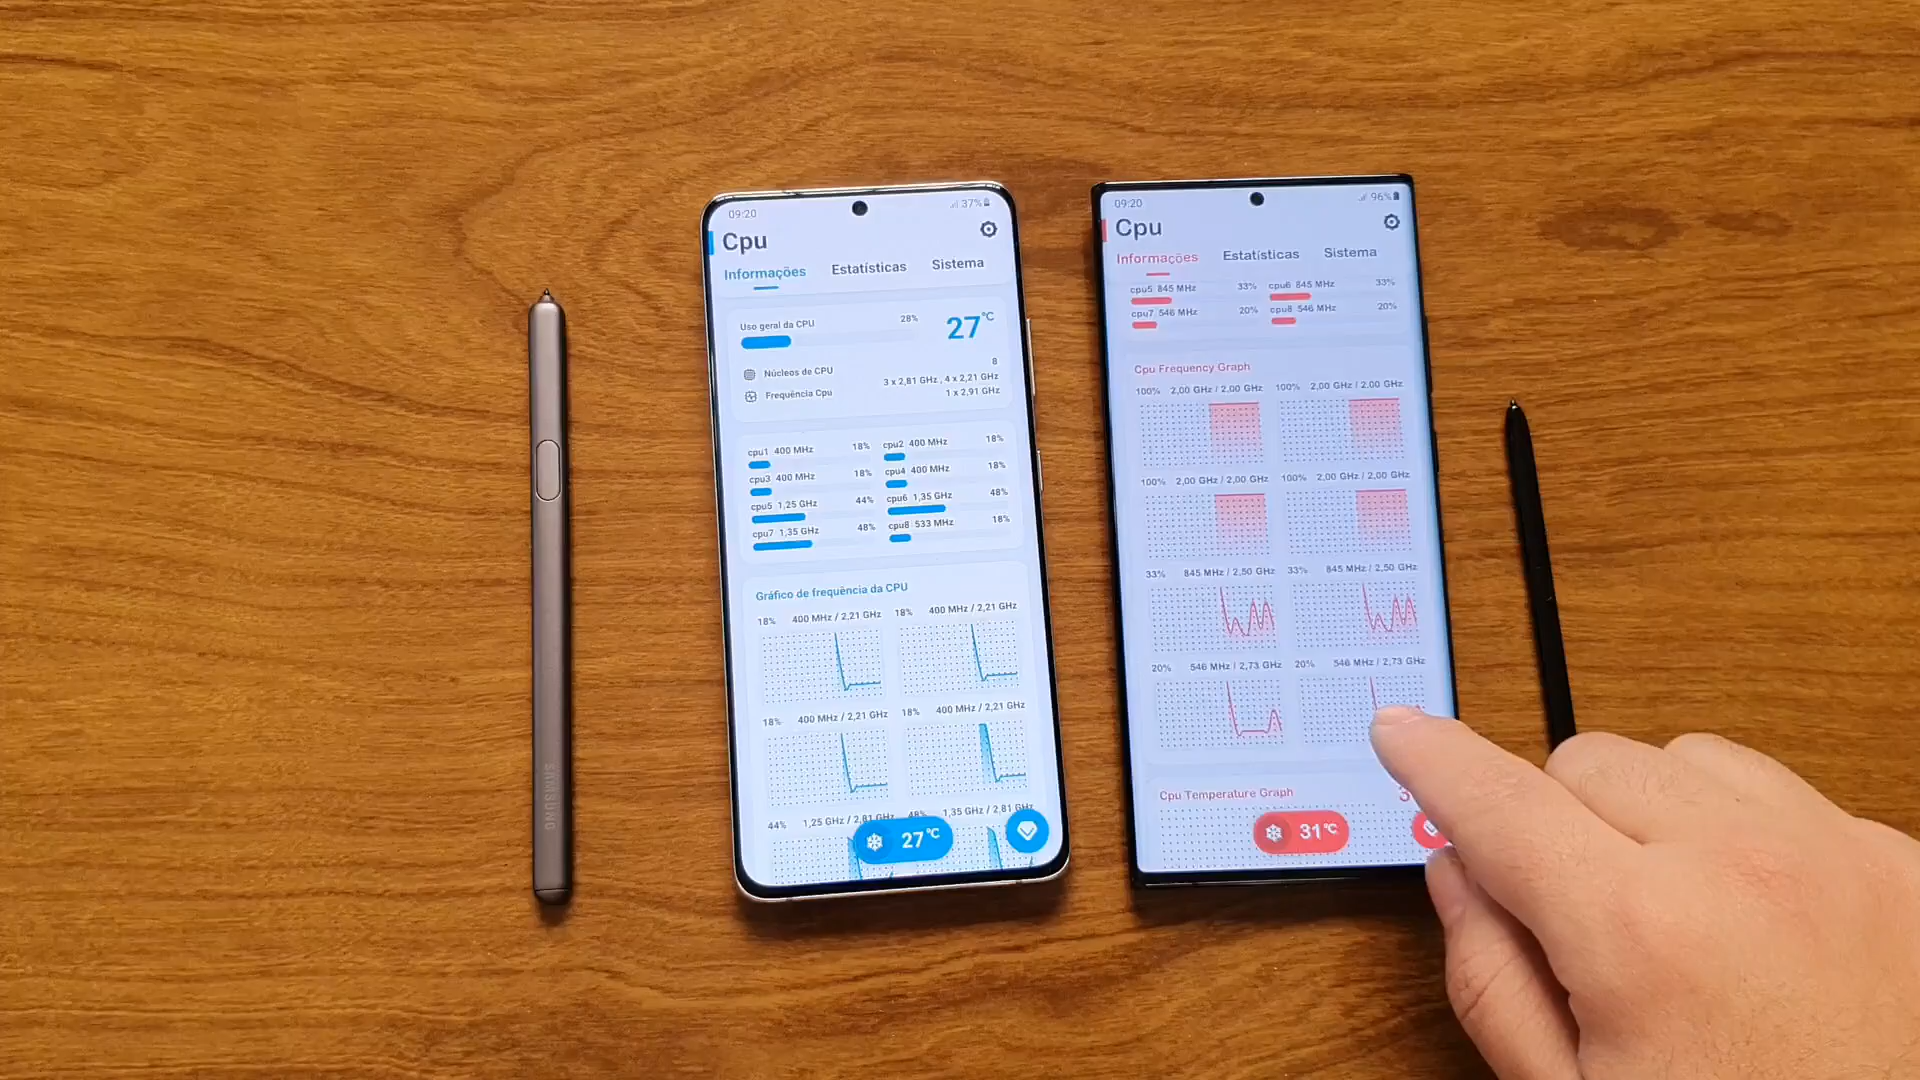 SAMSUNG
09:20
37%
Cpu
Informações Estatísticas Sistema
Uso geral da CPU 28% 27°C
Núcleos de CPU 8
Frequência Cpu 3 x 2,81 GHz , 4 x 2,21 GHz
1 x 2,91 GHz
cpu1 400 MHz 18% cpu2 400 MHz 18%
cpu3 400 MHz 18% cpu4 400 MHz 18%
cpu5 1,25 GHz 44% cpu6 1,35 GHz 48%
cpu7 1,35 GHz 48% cpu8 533 MHz 18%
Gráfico de frequência da CPU
18% 400 MHz / 2,21 GHz 18% 400 MHz / 2,21 GHz
18% 400 MHz / 2,21 GHz 18% 400 MHz / 2,21 GHz
44% 1,25 GHz / 2,81 GHz 48% 1,35 GHz / 2,81 GHz
27°C
09:20
96%
Cpu
Informações Estatísticas Sistema
cpu5 845 MHz 33% cpu6 845 MHz 33%
cpu7 546 MHz 20% cpu8 546 MHz 20%
Cpu Frequency Graph
100% 2,00 GHz / 2,00 GHz 100% 2,00 GHz / 2,00 GHz
100% 2,00 GHz / 2,00 GHz 100% 2,00 GHz / 2,00 GHz
33% 845 MHz / 2,50 GHz 33% 845 MHz / 2,50 GHz
20% 546 MHz / 2,73 GHz 20% 546 MHz / 2,73 GHz
Cpu Temperature Graph
31°C